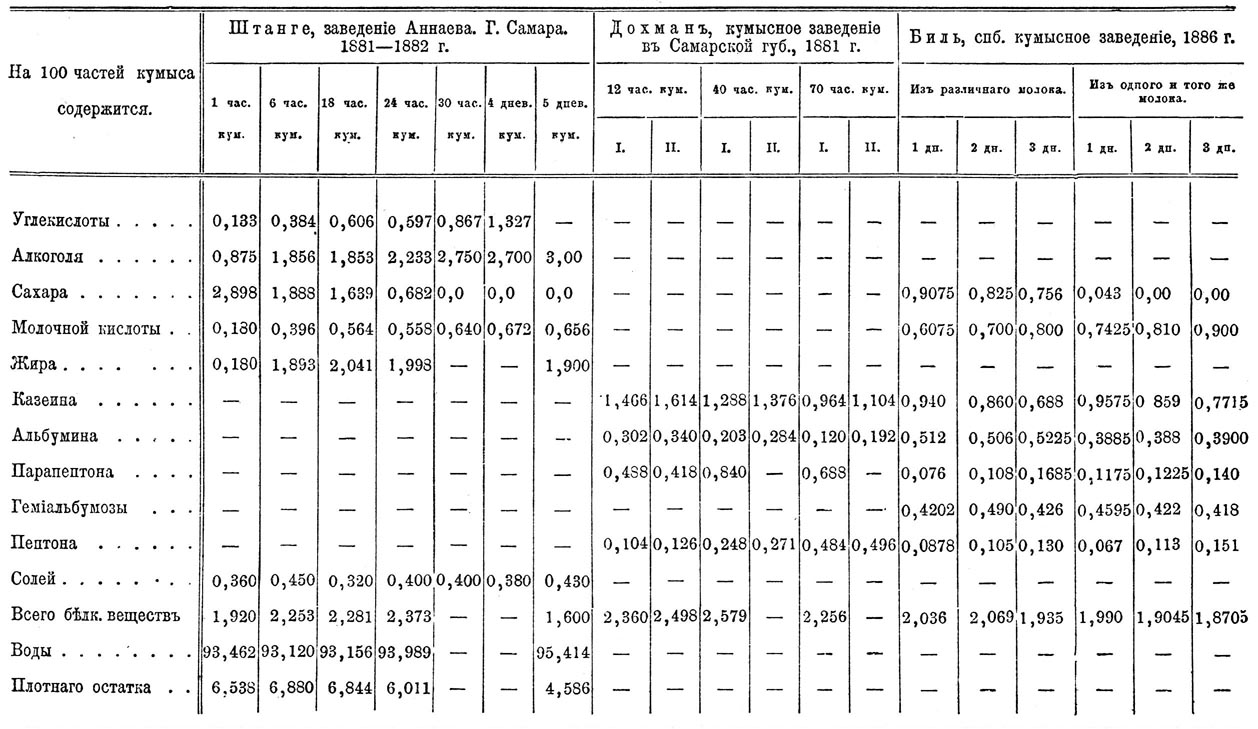 Штанге, заведеніе Аннаева. Г. Самара. 1881—1882 г.
Дохманъ, кумысное заведеніе въ Самарской губ., 1881 г.
Биль, спб. кумысное заведеніе, 1886 г.
На 100 частей кумыса содержится.
1 час. кум. 6 час. кум. 18 час. кум. 24 час. кум. 30 час. кум. 4 днев. кум. 5 днев. кум.
12 час. кум. 40 час. кум. 70 час. кум.
Изъ различнаго молока. Изъ одного и того же молока.
I. II. I. II. I. II. 1 дн. 2 дн. 3 дн. 1 дн. 2 дн. 3 дн.
Углекислоты . . . . . 0,133 0,384 0,606 0,597 0,867 1,327 — — — — — — — — — — — — —
Алкоголя . . . . . . 0,875 1,856 1,853 2,233 2,750 2,700 3,00 — — — — — — — — — — — —
Сахара . . . . . . . 2,898 1,888 1,639 0,682 0,0 0,0 0,0 — — — — — — 0,9075 0,825 0,756 0,043 0,00 0,00
Молочной кислоты . . 0,180 0,396 0,564 0,558 0,640 0,672 0,656 — — — — — — 0,6075 0,700 0,800 0,7425 0,810 0,900
Жира . . . . . . . 0,180 1,893 2,041 1,998 — — 1,900 — — — — — — — — — — — —
Казеина . . . . . . — — — — — — — 1,466 1,614 1,288 1,376 0,964 1,104 0,940 0,860 0,688 0,9575 0 859 0,7715
Альбумина . . . . . — — — — — — — 0,302 0,340 0,203 0,284 0,120 0,192 0,512 0,506 0,5225 0,3885 0,388 0,3900
Парапептона . . . . — — — — — — — 0,488 0,418 0,840 — 0,688 — 0,076 0,108 0,1685 0,1175 0,1225 0,140
Геміальбумозы . . . — — — — — — — — — — — — — 0,4202 0,490 0,426 0,4595 0,422 0,418
Пептона . . . . . . — — — — — — — 0,104 0,126 0,248 0,271 0,484 0,496 0,0878 0,105 0,130 0,067 0,113 0,151
Солей . . . . . . . 0,360 0,450 0,320 0,400 0,400 0,380 0,430 — — — — — — — — — — — —
Всего бѣлк. веществъ 1,920 2,253 2,281 2,373 — — 1,600 2,360 2,498 2,579 — 2,256 — 2,036 2,069 1,935 1,990 1,9045 1,8705
Воды . . . . . . . 93,462 93,120 93,156 93,989 — — 95,414 — — — — — — — — — — — —
Плотнаго остатка . . 6,538 6,880 6,844 6,011 — — 4,586 — — — — — — — — — — — —